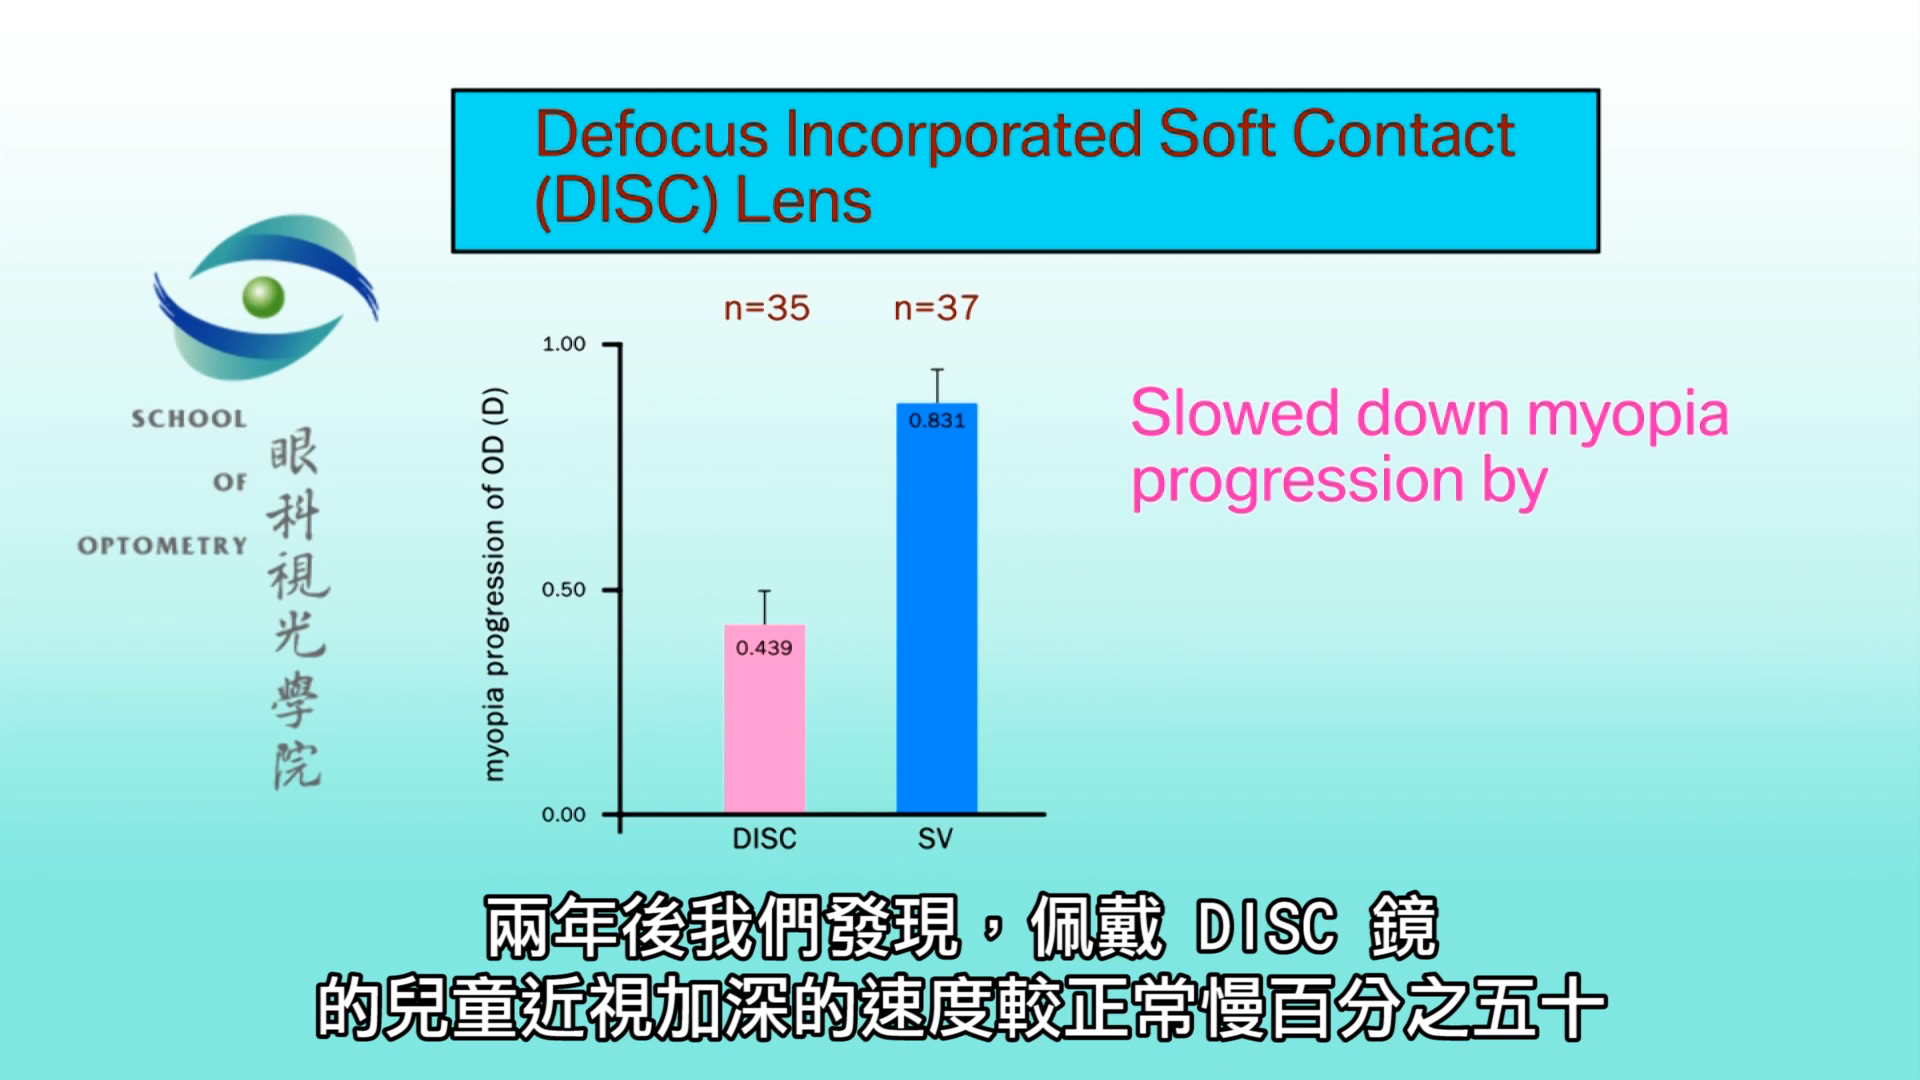 Defocus Incorporated Soft Contact
(DISC) Lens
SCHOOL
OF
OPTOMETRY
眼科視光學院
n=35
n=37
myopia progression of OD (D)
1.00
0.50
0.00
0.439
0.831
DISC
SV
Slowed down myopia
progression by
兩年後我們發現，佩戴 DISC 鏡
的兒童近視加深的速度較正常慢百分之五十